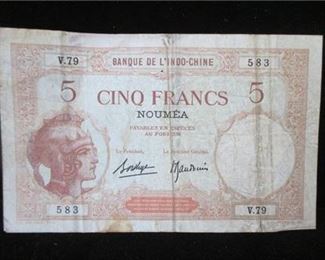 V.79 BANQUE DE L'INDO-CHINE 583
5 CINQ FRANCS 5
NOUMÉA
PAYABLES EN ESPÈCES
AU PORTEUR
Le Président, Le Directeur Général,
583 V.79